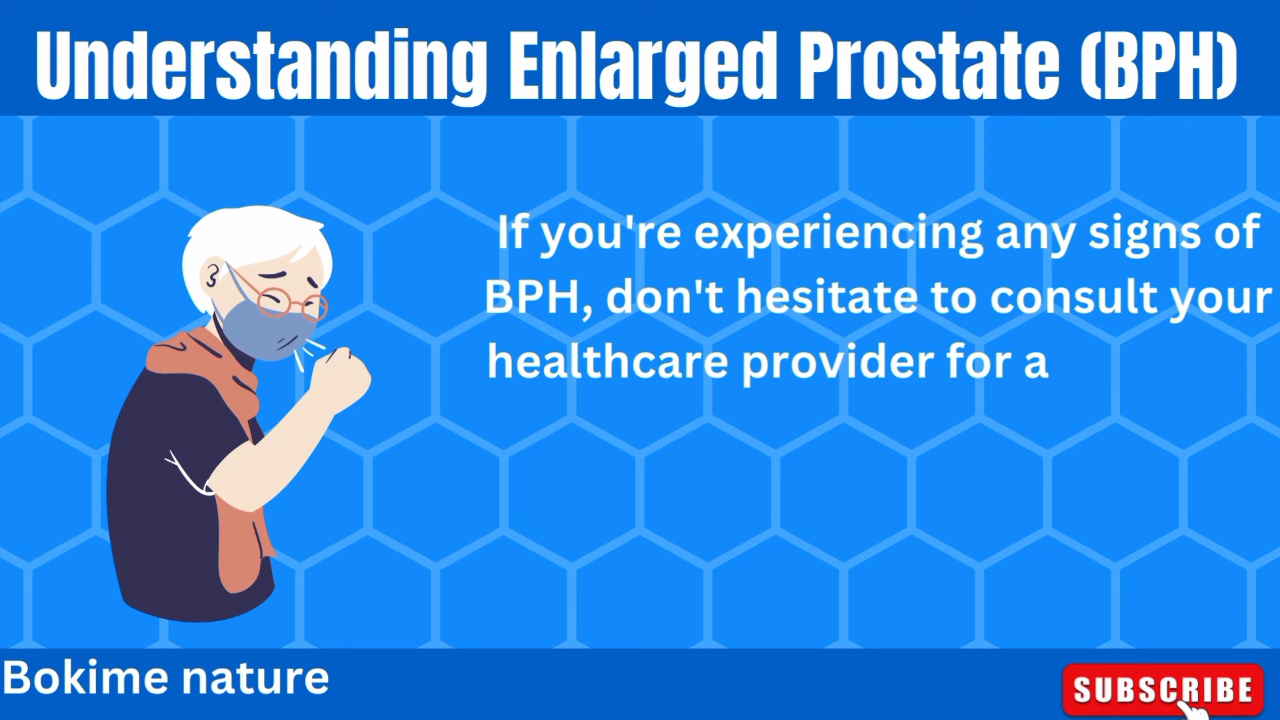 Understanding Enlarged Prostate (BPH)
If you're experiencing any signs of
BPH, don't hesitate to consult your
healthcare provider for a
Bokime nature
SUBSCRIBE